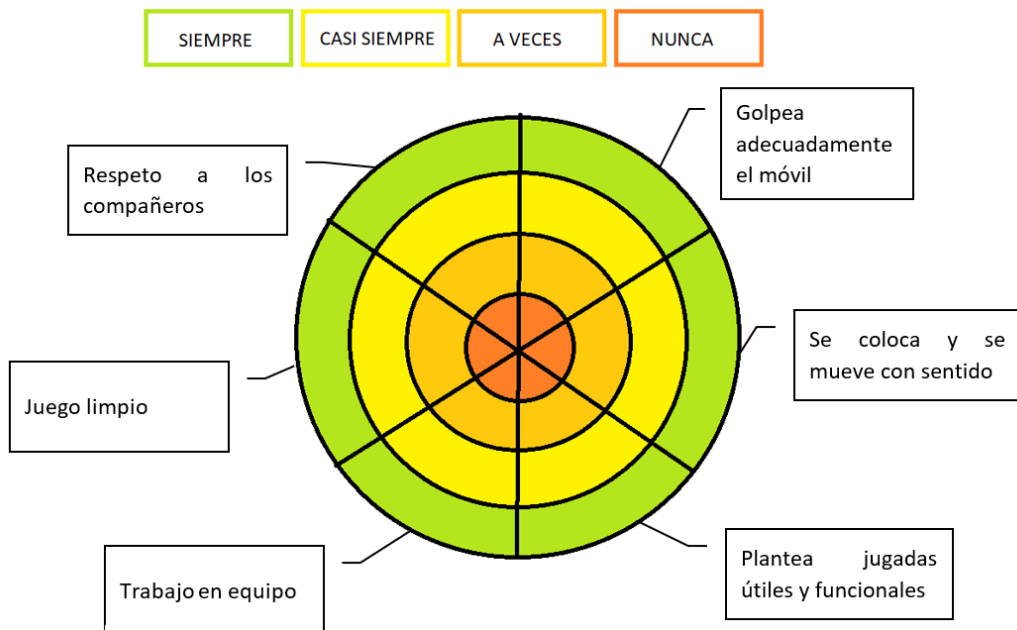 SIEMPRE
CASI SIEMPRE
A VECES
NUNCA
Golpea
adecuadamente
el móvil
Respeto a los
compañeros
Se coloca y se
mueve con sentido
Juego limpio
Plantea jugadas
útiles y funcionales
Trabajo en equipo